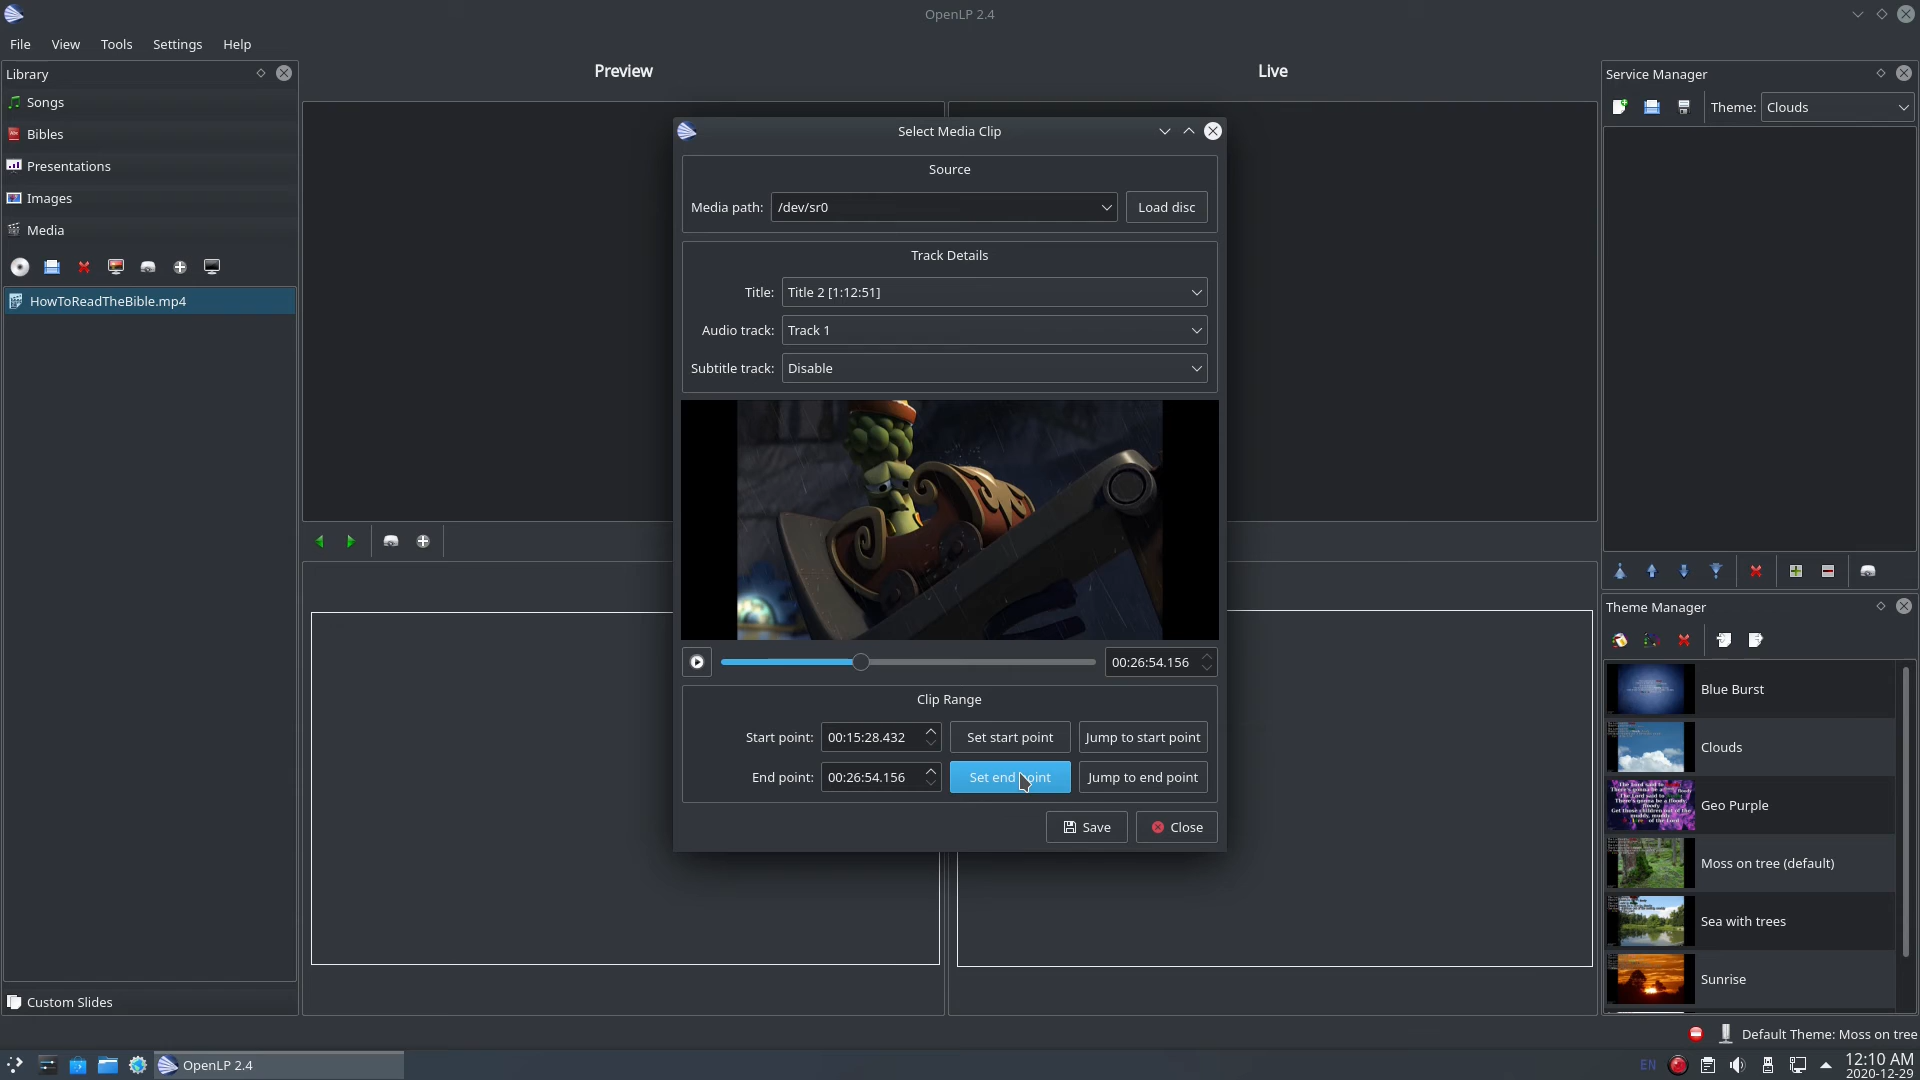 OpenLP 2.4
File View Tools Settings Help
Library
Songs
Bibles
Presentations
Images
Media
HowToReadTheBible.mp4
Custom Slides
Preview
Live
Select Media Clip
Source
Media path: /dev/sr0 Load disc
Track Details
Title: Title 2 [1:12:51]
Audio track: Track 1
Subtitle track: Disable
00:26:54.156
Clip Range
Start point: 00:15:28.432 Set start point Jump to start point
End point: 00:26:54.156 Set end point Jump to end point
Save Close
Service Manager
Theme: Clouds
Theme Manager
Blue Burst
Clouds
Geo Purple
Moss on tree (default)
Sea with trees
Sunrise
Default Theme: Moss on tree
OpenLP 2.4
EN
12:10 AM
2020-12-29